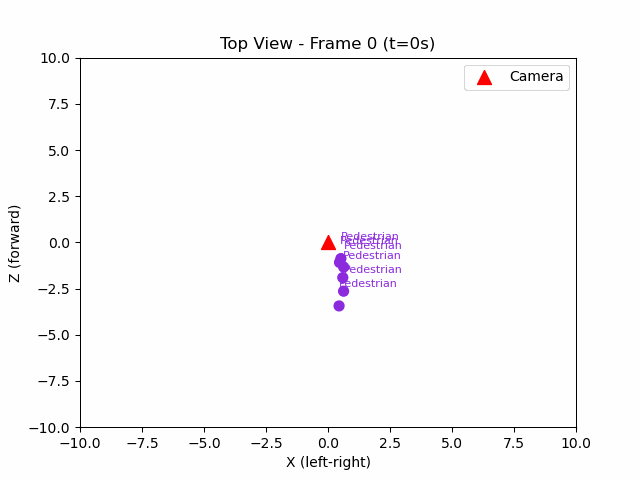 Top View - Frame 0 (t=0s)
Camera
10.0
7.5
5.0
2.5
0.0
−2.5
−5.0
−7.5
−10.0
Z (forward)
Pedestrian
Pedestrian
Pedestrian
Pedestrian
Pedestrian
Pedestrian
−10.0 −7.5 −5.0 −2.5 0.0 2.5 5.0 7.5 10.0
X (left-right)